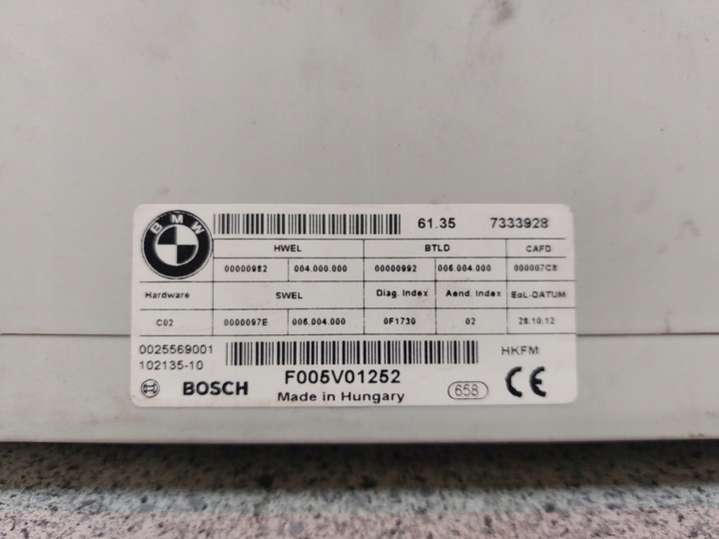 BMW 61.35 7333928
HWEL BTLD CAFD
00000982 004.000.000 00000992 006.004.000 000007C8
Hardware SWEL Diag. Index Aend. Index EoL-DATUM
C02 0000097E 006.004.000 0F1730 02 28.10.12
0025569001 HKFM
102135-10
F005V01252
BOSCH Made in Hungary 658 CE